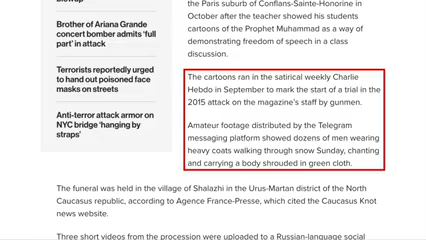 blowup
Brother of Ariana Grande
concert bomber admits ‘full
part’ in attack
Terrorists reportedly urged
to hand out poisoned face
masks on streets
Anti-terror attack armor on
NYC bridge ‘hanging by
straps’
the Paris suburb of Conflans-Sainte-Honorine in
October after the teacher showed his students
cartoons of the Prophet Muhammad as a way of
demonstrating freedom of speech in a class
discussion.
The cartoons ran in the satirical weekly Charlie
Hebdo in September to mark the start of a trial in the
2015 attack on the magazine’s staff by gunmen.
Amateur footage distributed by the Telegram
messaging platform showed dozens of men wearing
heavy coats walking through snow Sunday, chanting
and carrying a body shrouded in green cloth.
The funeral was held in the village of Shalazhi in the Urus-Martan district of the North
Caucasus republic, according to Agence France-Presse, which cited the Caucasus Knot
news website.
Three short videos from the procession were uploaded to a Russian-language social